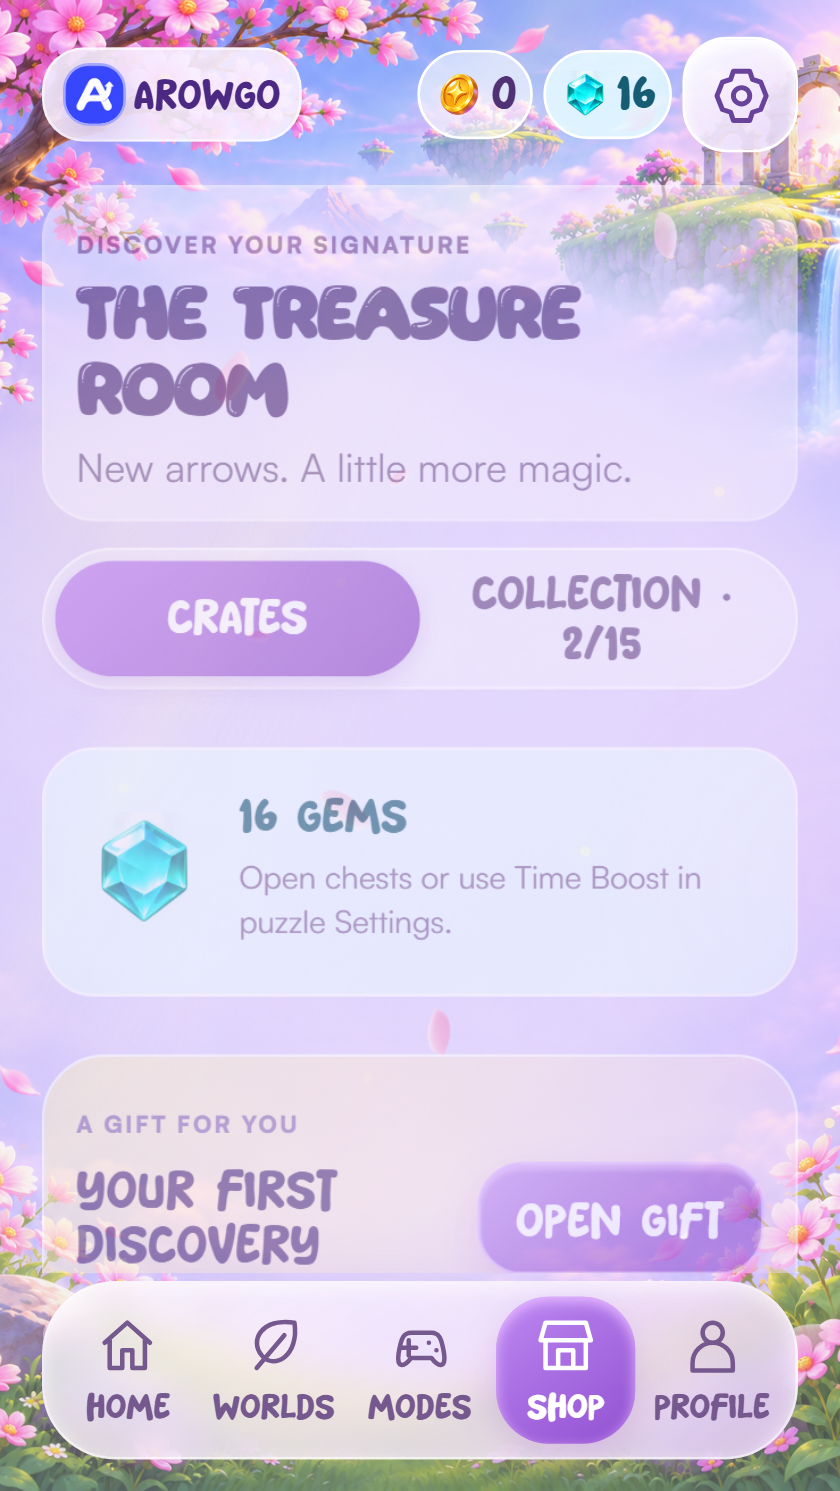 AROWGO
0
16
DISCOVER YOUR SIGNATURE
THE TREASURE
ROOM
New arrows. A little more magic.
CRATES
COLLECTION ·
2/15
16 GEMS
Open chests or use Time Boost in
puzzle Settings.
A GIFT FOR YOU
YOUR FIRST
DISCOVERY
OPEN GIFT
HOME
WORLDS
MODES
SHOP
PROFILE